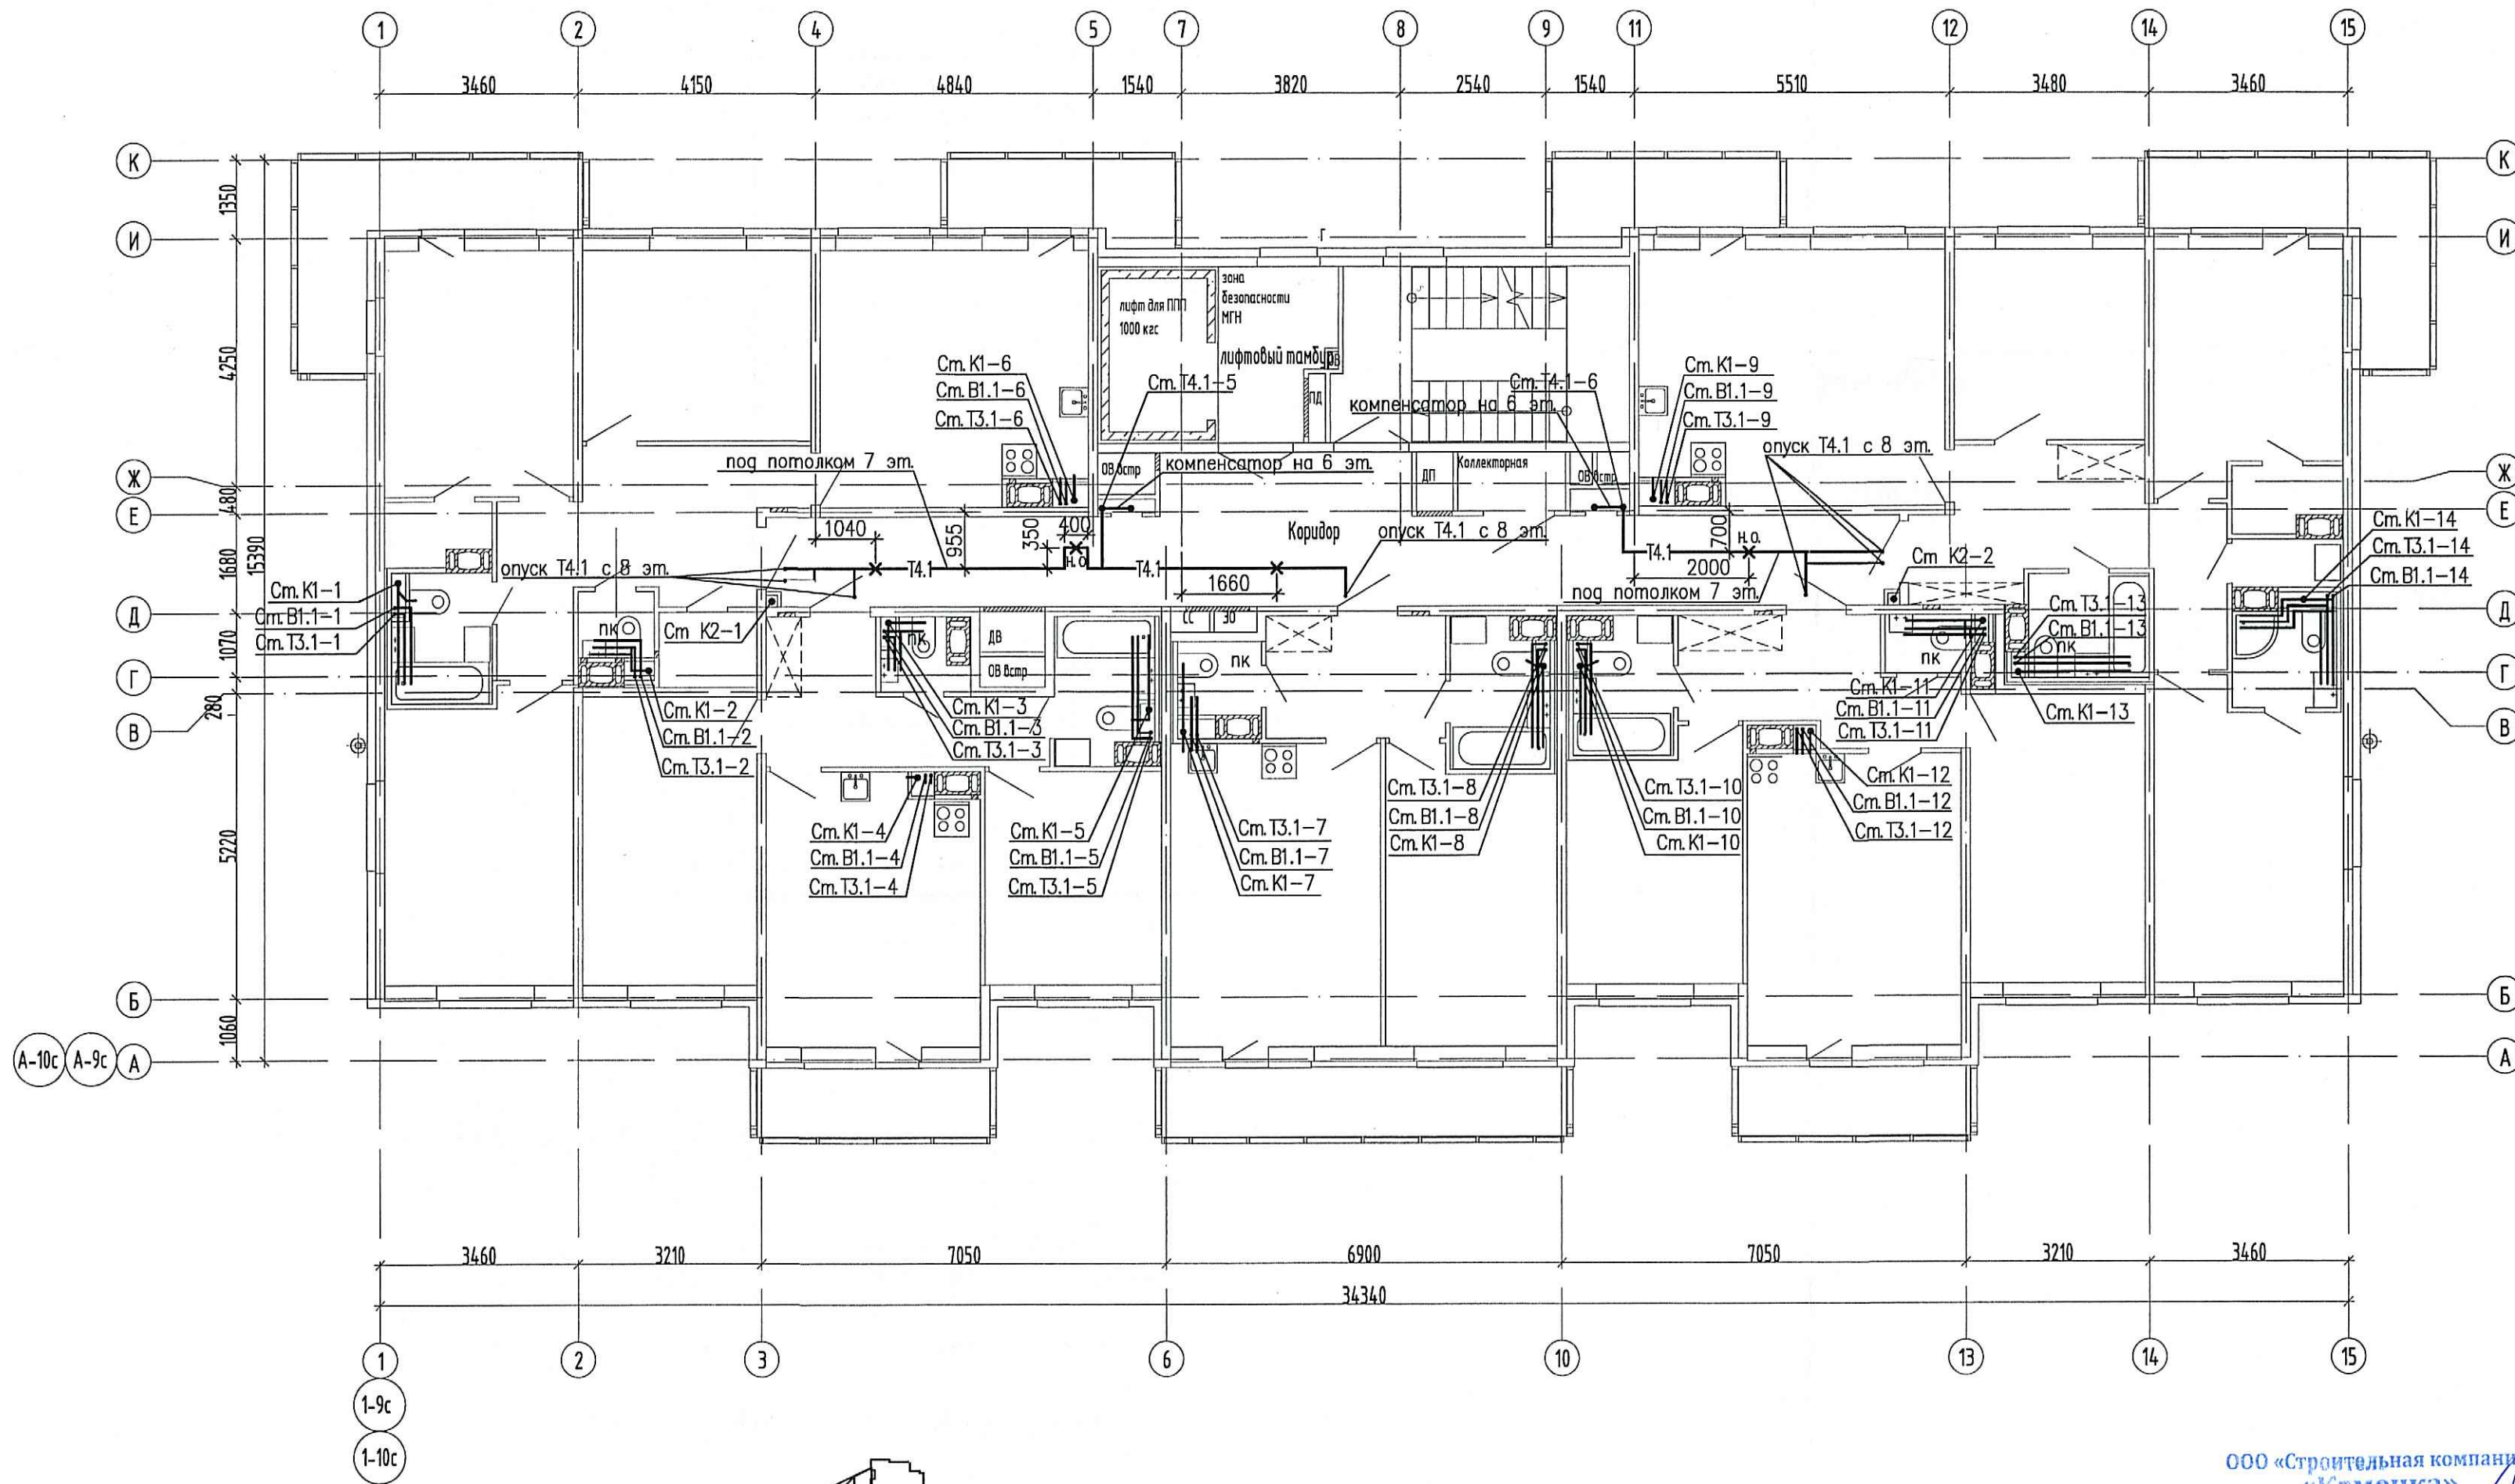 1 2 4 5 7 8 9 11 12 14 15
3460 4150 4840 1540 3820 2540 1540 5510 3480 3460
К К
1350
И И
Г
зона
безопасности
МГН
лифт для ППП
1000 кгс
лифтовый тамбур
4250
Ст. К1-6
Ст. В1.1-6
Ст. Т3.1-6
Ст. Т4.1-5
ПД
Ст. Т4.1-6
компенсатор на 6 эт.
Ст. К1-9
Ст. В1.1-9
Ст. Т3.1-9
опуск Т4.1 с 8 эт.
под потолком 7 эт.
ОВ встр
компенсатор на 6 эт.
ДП
Коллекторная
ОВ встр
Ж Ж
480
Е Е
1040
955
350
400
н.о.
Коридор
опуск Т4.1 с 8 эт.
700
н.о.
Т4.1
2000
под потолком 7 эт.
Ст К2-2
Ст. К1-14
Ст. Т3.1-14
Ст. В1.1-14
1680
15390
опуск Т4.1 с 8 эт.
Т4.1
Т4.1
1660
Ст. К1-1
Ст. В1.1-1
Ст. Т3.1-1
Д Д
Ст К2-1
пк
пк
ДВ
ОВ встр
СС
ЗО
пк
пк
пк
Ст. Т3.1-13
Ст. В1.1-13
1070
Г Г
280
В В
Ст. К1-2
Ст. В1.1-2
Ст. Т3.1-2
Ст. К1-3
Ст. В1.1-3
Ст. Т3.1-3
Ст. К1-11
Ст. В1.1-11
Ст. Т3.1-11
Ст. К1-13
Ст. К1-4
Ст. В1.1-4
Ст. Т3.1-4
Ст. К1-5
Ст. В1.1-5
Ст. Т3.1-5
Ст. Т3.1-7
Ст. В1.1-7
Ст. К1-7
Ст. Т3.1-8
Ст. В1.1-8
Ст. К1-8
Ст. Т3.1-10
Ст. В1.1-10
Ст. К1-10
Ст. К1-12
Ст. В1.1-12
Ст. Т3.1-12
5220
Б Б
1060
А-10с А-9с А А
3460 3210 7050 6900 7050 3210 3460
34340
1 2 3 6 10 13 14 15
1-9с
1-10с
ООО «Строительная компани